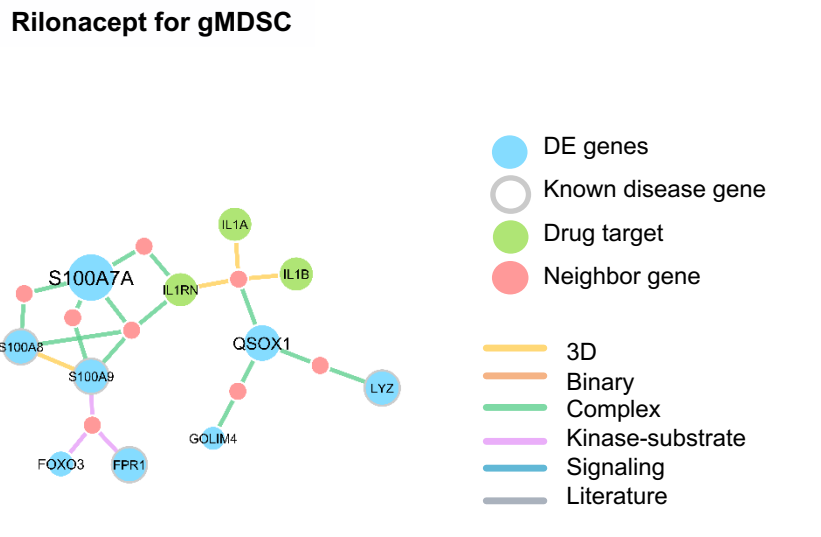 Rilonacept for gMDSC
DE genes
Known disease gene
Drug target
Neighbor gene
IL1A
IL1B
S100A7A
IL1RN
S100A8
QSOX1
S100A9
LYZ
GOLIM4
FOXO3
FPR1
3D
Binary
Complex
Kinase-substrate
Signaling
Literature